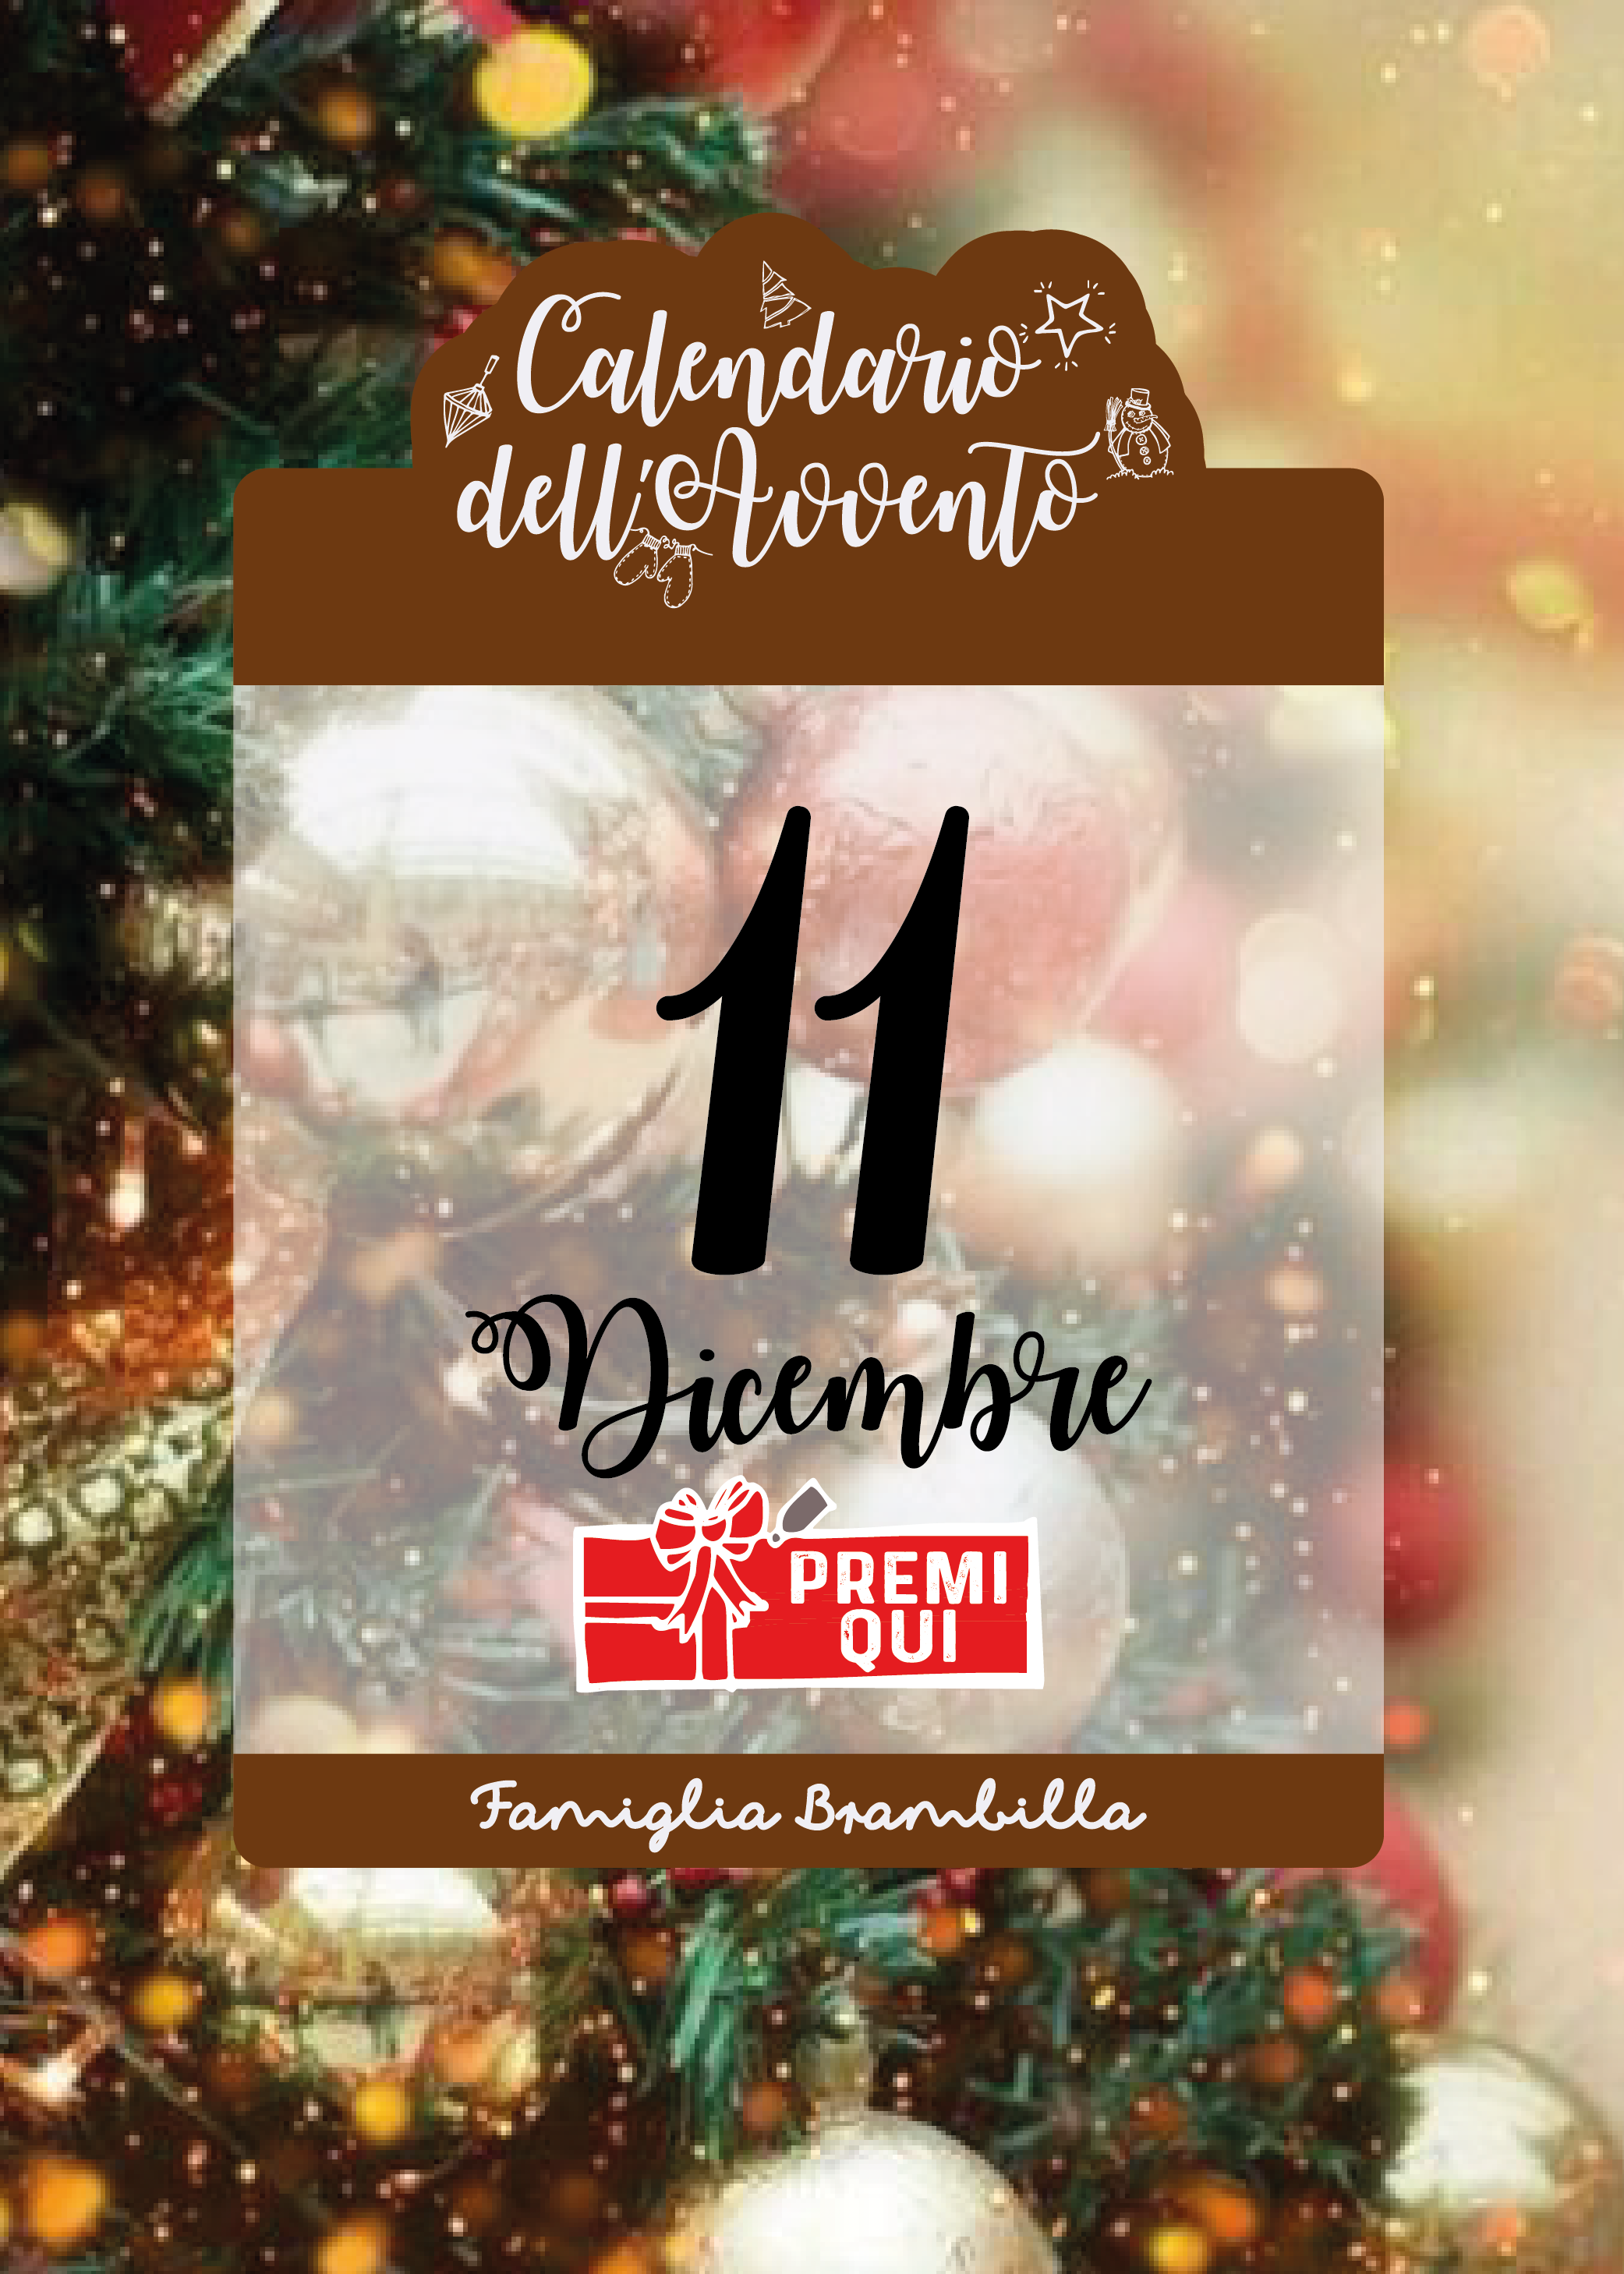 Calendario
dell'Avvento
11
Dicembre
PREMI
QUI
Famiglia Brambilla